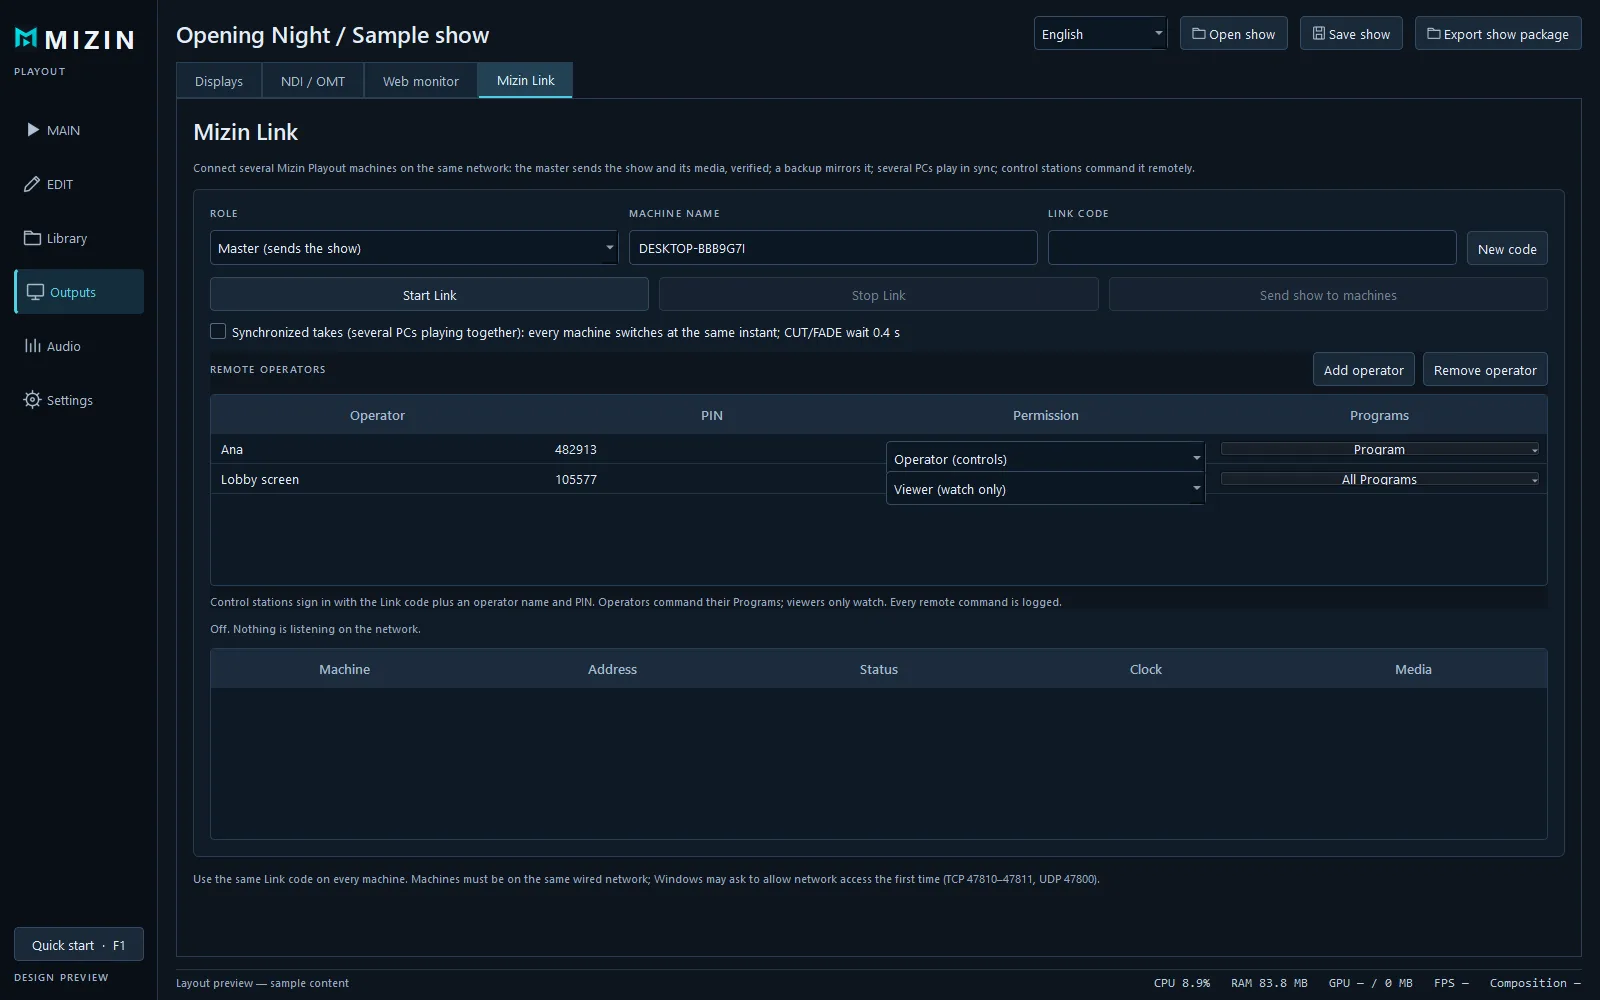 MIZIN
PLAYOUT
MAIN
EDIT
Library
Outputs
Audio
Settings
Quick start · F1
DESIGN PREVIEW
Opening Night / Sample show
English
Open show
Save show
Export show package
Displays
NDI / OMT
Web monitor
Mizin Link
Mizin Link
Connect several Mizin Playout machines on the same network: the master sends the show and its media, verified; a backup mirrors it; several PCs play in sync; control stations command it remotely.
ROLE
MACHINE NAME
LINK CODE
Master (sends the show)
DESKTOP-BBB9G7I
New code
Start Link
Stop Link
Send show to machines
Synchronized takes (several PCs playing together): every machine switches at the same instant; CUT/FADE wait 0.4 s
REMOTE OPERATORS
Add operator
Remove operator
Operator PIN Permission Programs
Ana 482913 Operator (controls) Program
Lobby screen 105577 Viewer (watch only) All Programs
Control stations sign in with the Link code plus an operator name and PIN. Operators command their Programs; viewers only watch. Every remote command is logged.
Off. Nothing is listening on the network.
Machine Address Status Clock Media
Use the same Link code on every machine. Machines must be on the same wired network; Windows may ask to allow network access the first time (TCP 47810–47811, UDP 47800).
Layout preview — sample content
CPU 8.9% RAM 83.8 MB GPU — / 0 MB FPS — Composition —